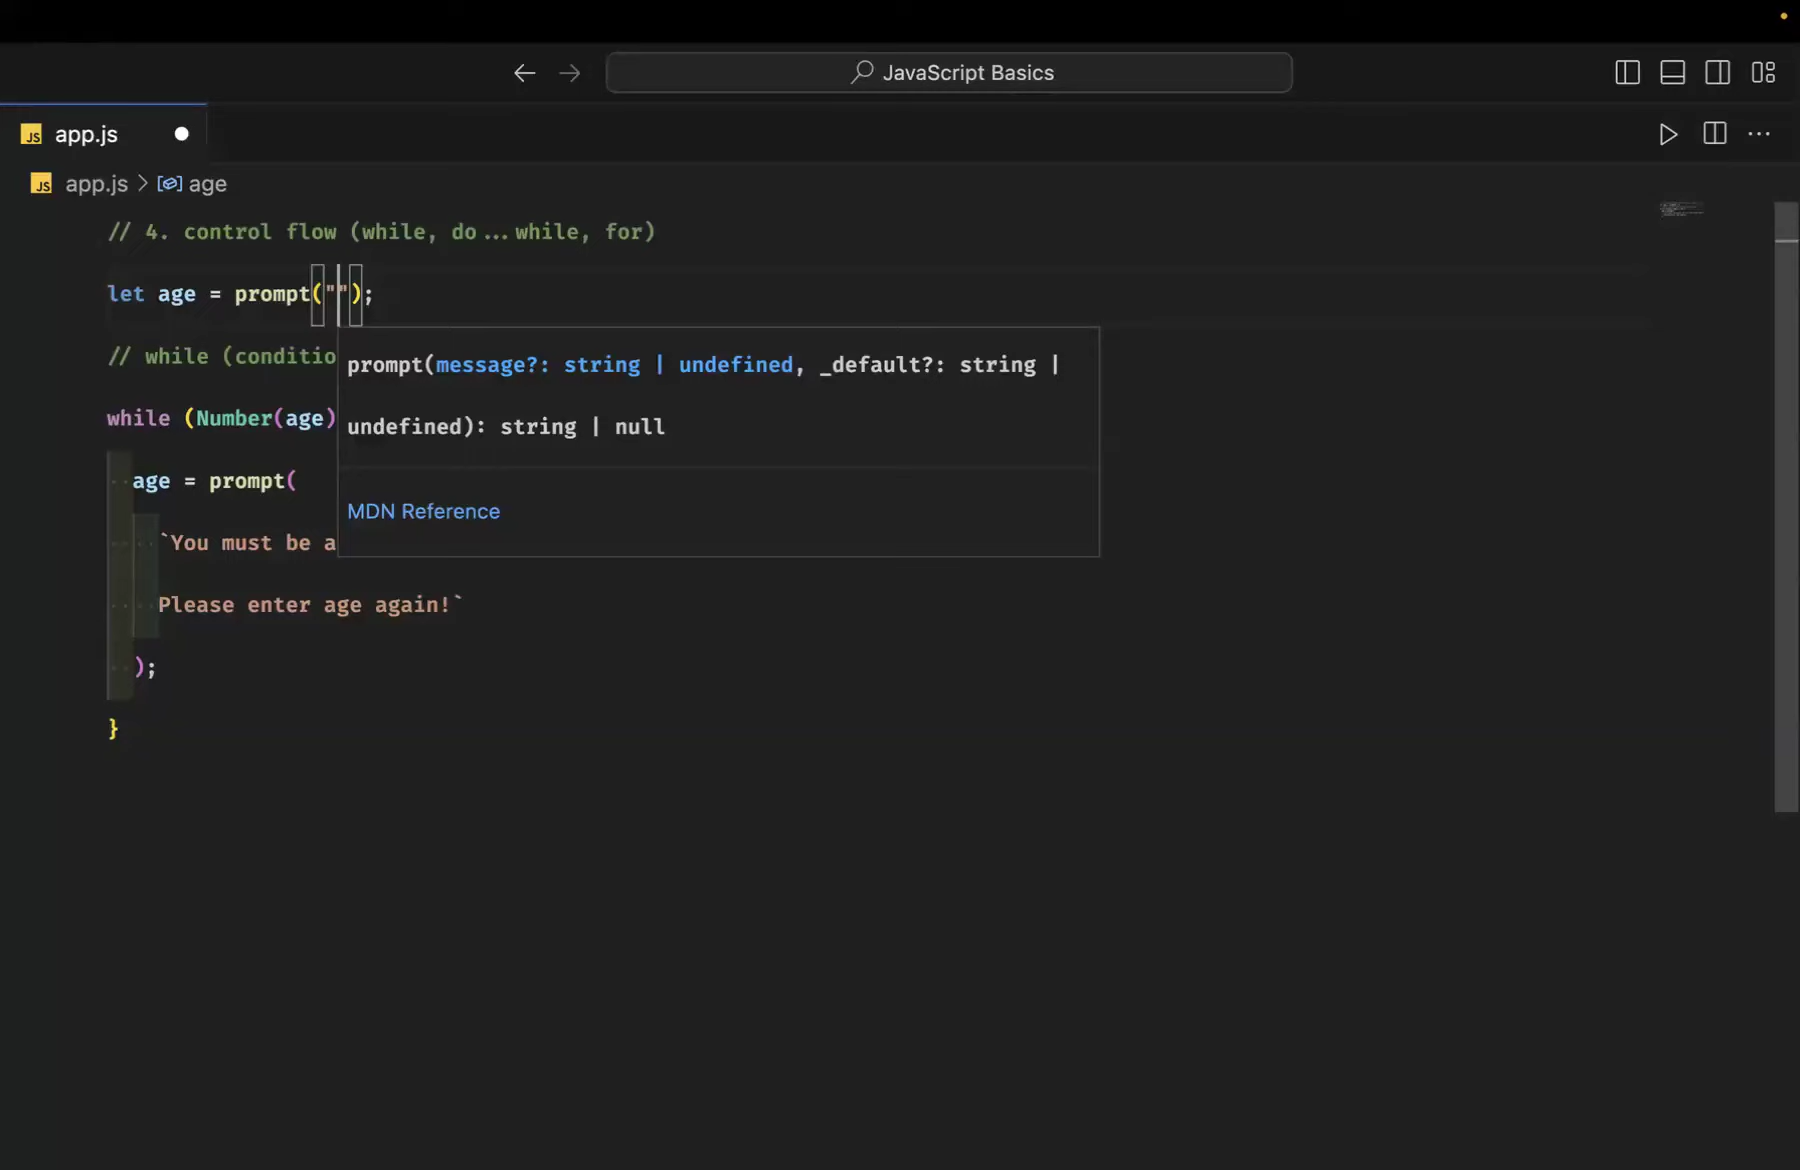 JavaScript Basics
JS app.js
JS app.js > age
// 4. control flow (while, do...while, for)
let age = prompt("");
// while (conditio
prompt(message?: string | undefined, _default?: string |
while (Number(age)
undefined): string | null
age = prompt(
MDN Reference
`You must be a
Please enter age again!`
);
}